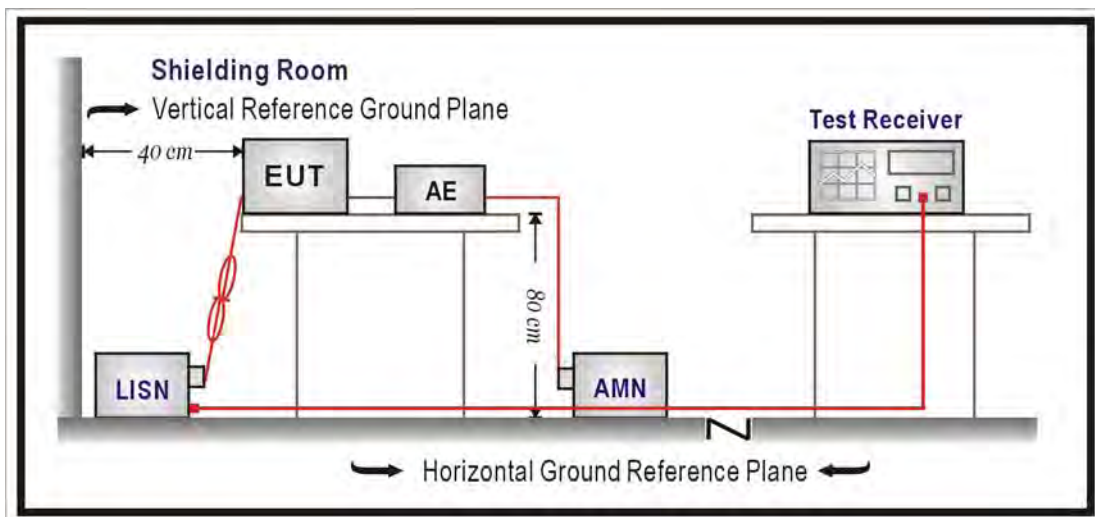 Shielding Room
Vertical Reference Ground Plane
Test Receiver
40 cm
EUT
AE
80 cm
LISN
AMN
Horizontal Ground Reference Plane